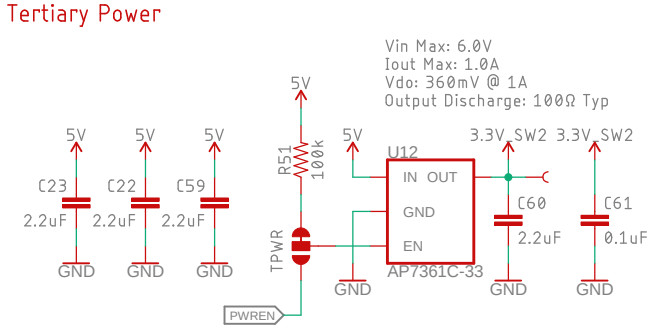 Tertiary Power
Vin Max: 6.0V
Iout Max: 1.0A
Vdo: 360mV @ 1A
Output Discharge: 100Ω Typ
5V
5V 5V 5V 5V 3.3V_SW2 3.3V_SW2
R51
100k
U12
IN OUT
C23 C22 C59
GND
C60 C61
2.2uF 2.2uF 2.2uF
2.2uF 0.1uF
TPWR
EN
GND GND GND
AP7361C-33
GND GND GND
PWREN